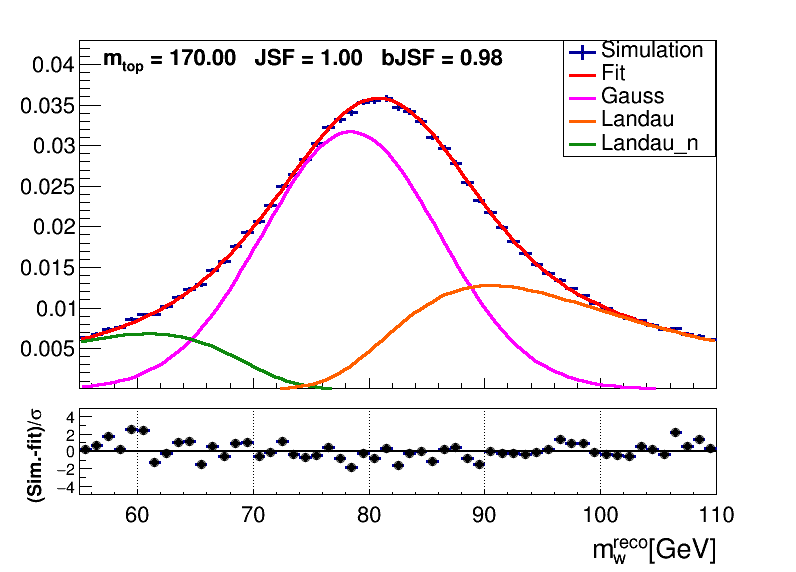 m_top = 170.00 JSF = 1.00 bJSF = 0.98
Simulation
Fit
Gauss
Landau
Landau_n
0.04
0.035
0.03
0.025
0.02
0.015
0.01
0.005
(Sim.-fit)/σ
4
2
0
−2
−4
60 70 80 90 100 110
m_w^reco[GeV]